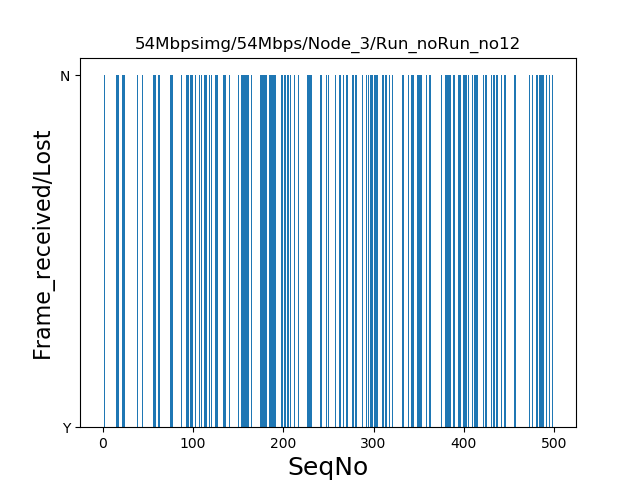 54Mbpsimg/54Mbps/Node_3/Run_noRun_no12
N
Frame_received/Lost
Y
0 100 200 300 400 500
SeqNo